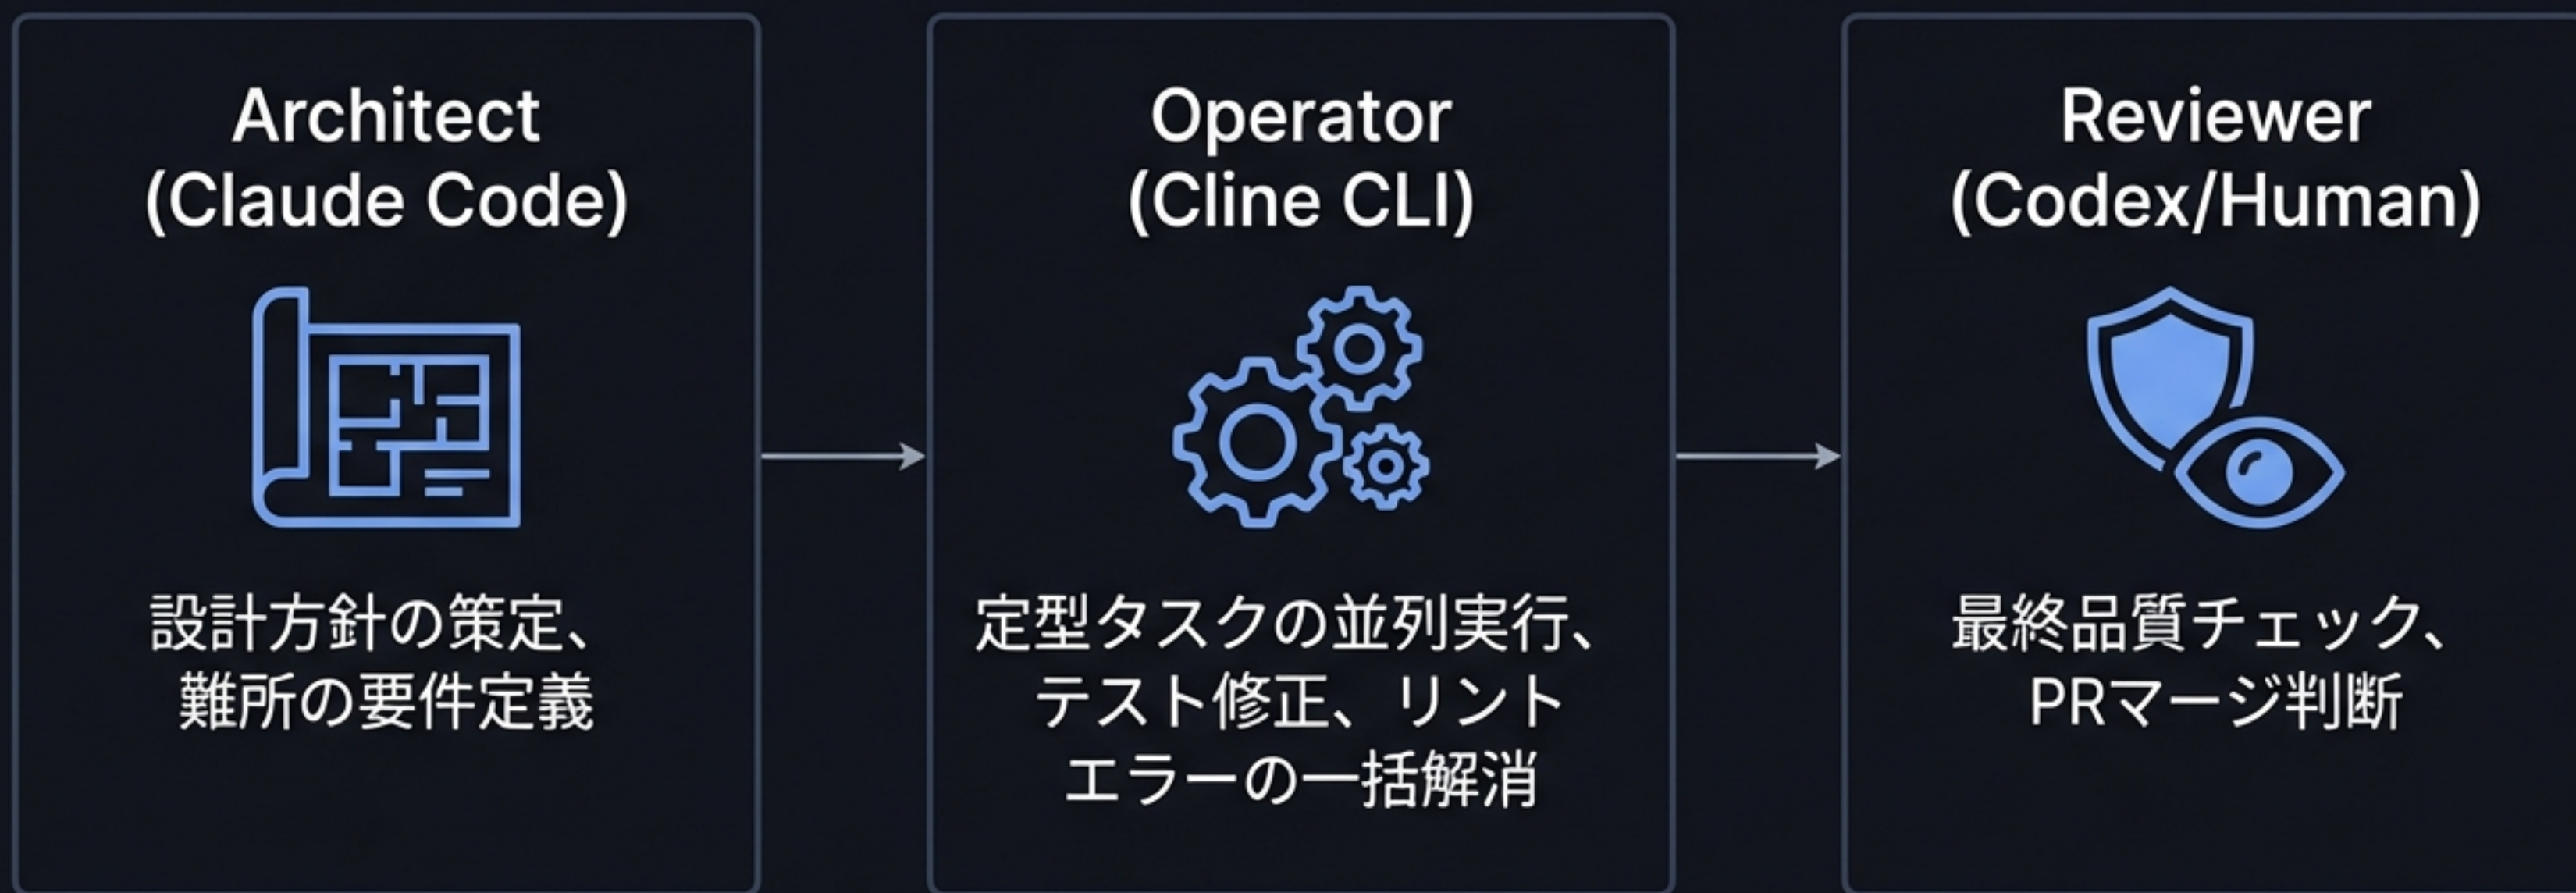 Architect
(Claude Code)
設計方針の策定、
難所の要件定義
Operator
(Cline CLI)
定型タスクの並列実行、
テスト修正、リント
エラーの一括解消
Reviewer
(Codex/Human)
最終品質チェック、
PRマージ判断